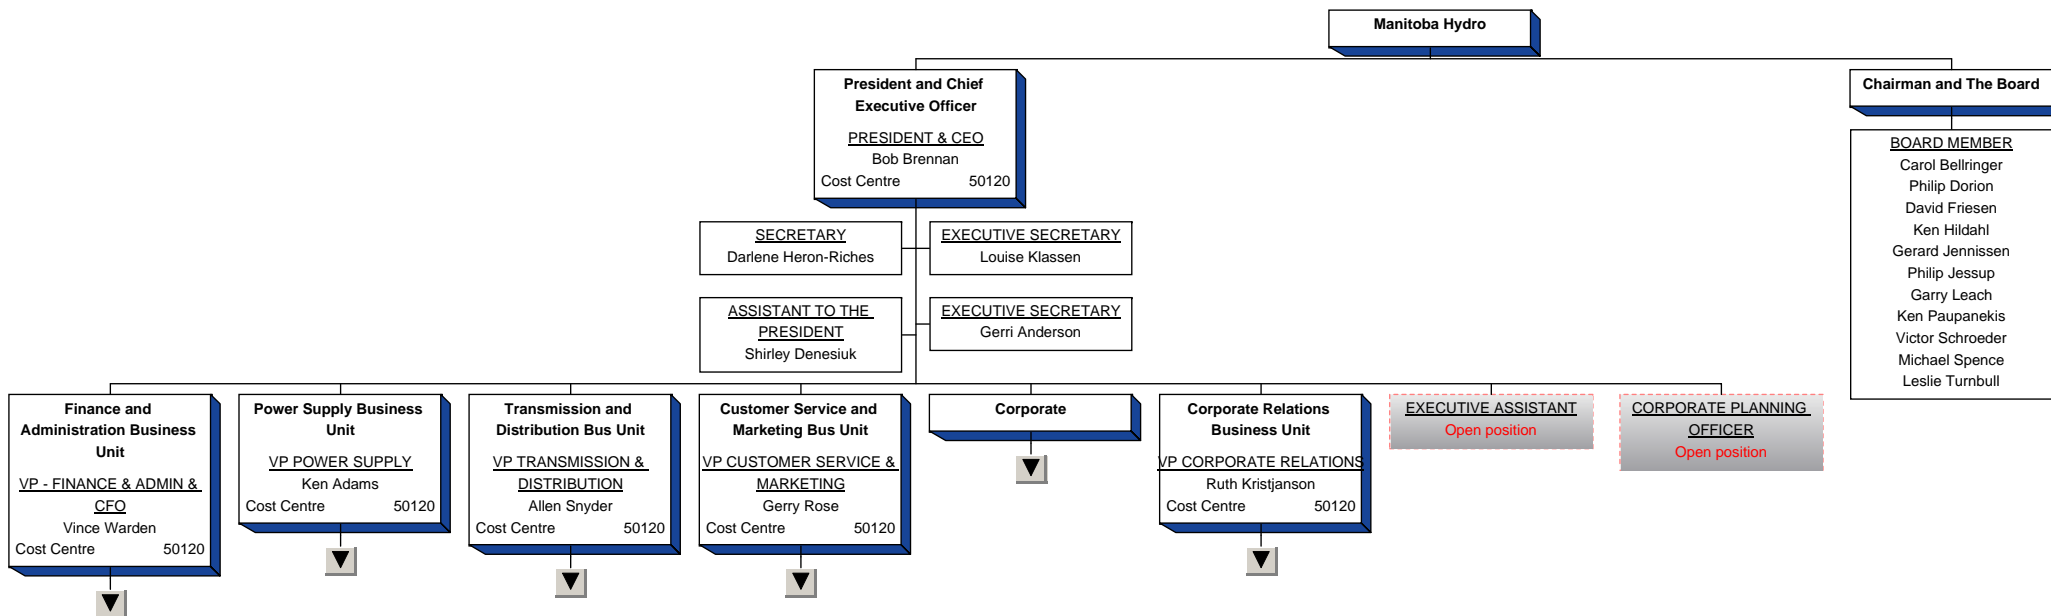 Manitoba Hydro
President and Chief
Executive Officer
PRESIDENT & CEO
Bob Brennan
Cost Centre 50120
Chairman and The Board
BOARD MEMBER
Carol Bellringer
Philip Dorion
David Friesen
Ken Hildahl
Gerard Jennissen
Philip Jessup
Garry Leach
Ken Paupanekis
Victor Schroeder
Michael Spence
Leslie Turnbull
SECRETARY
Darlene Heron-Riches
EXECUTIVE SECRETARY
Louise Klassen
ASSISTANT TO THE
PRESIDENT
Shirley Denesiuk
EXECUTIVE SECRETARY
Gerri Anderson
Finance and
Administration Business
Unit
VP - FINANCE & ADMIN &
CFO
Vince Warden
Cost Centre 50120
Power Supply Business
Unit
VP POWER SUPPLY
Ken Adams
Cost Centre 50120
Transmission and
Distribution Bus Unit
VP TRANSMISSION &
DISTRIBUTION
Allen Snyder
Cost Centre 50120
Customer Service and
Marketing Bus Unit
VP CUSTOMER SERVICE &
MARKETING
Gerry Rose
Cost Centre 50120
Corporate
Corporate Relations
Business Unit
VP CORPORATE RELATIONS
Ruth Kristjanson
Cost Centre 50120
EXECUTIVE ASSISTANT
Open position
CORPORATE PLANNING
OFFICER
Open position